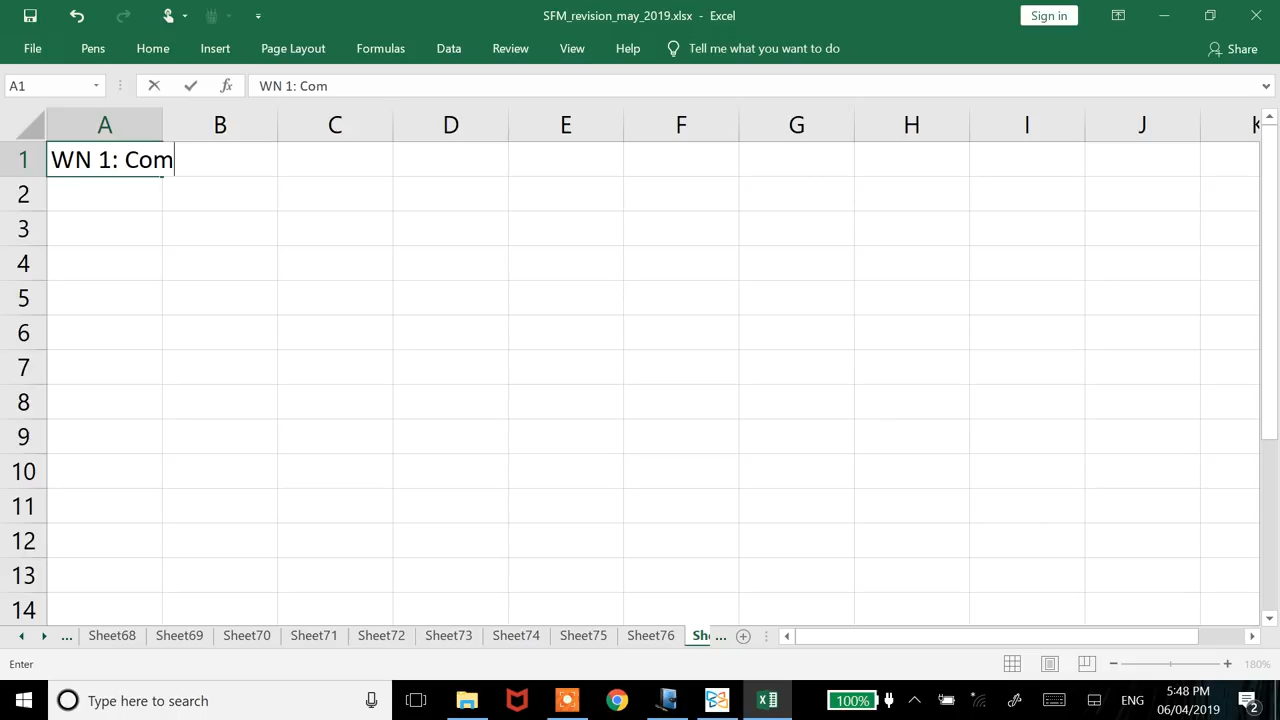 SFM_revision_may_2019.xlsx - Excel
Sign in
File Pens Home Insert Page Layout Formulas Data Review View Help Tell me what you want to do Share
A1 fx WN 1: Com
A B C D E F G H I J K
1 WN 1: Com
2
3
4
5
6
7
8
9
10
11
12
13
14
... Sheet68 Sheet69 Sheet70 Sheet71 Sheet72 Sheet73 Sheet74 Sheet75 Sheet76 She ...
Enter 180%
Type here to search 100% ENG 5:48 PM
06/04/2019 2